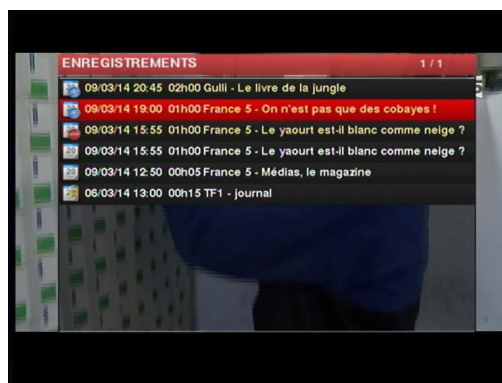 ENREGISTREMENTS 1 / 1
09/03/14 20:45 02h00 Gulli - Le livre de la jungle
09/03/14 19:00 01h00 France 5 - On n'est pas que des cobayes !
09/03/14 15:55 01h00 France 5 - Le yaourt est-il blanc comme neige ?
20 09/03/14 15:55 01h00 France 5 - Le yaourt est-il blanc comme neige ?
20 09/03/14 12:50 00h05 France 5 - Médias, le magazine
06/03/14 13:00 00h15 TF1 - journal